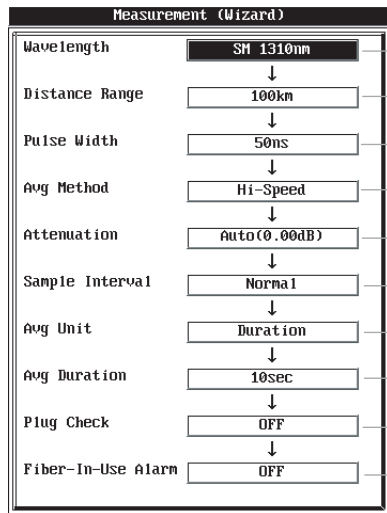 Measurement (Wizard)
Wavelength SM 1310nm
↓
Distance Range 100km
↓
Pulse Width 50ns
↓
Avg Method Hi-Speed
↓
Attenuation Auto(0.00dB)
↓
Sample Interval Normal
↓
Avg Unit Duration
↓
Avg Duration 10sec
↓
Plug Check OFF
↓
Fiber-In-Use Alarm OFF